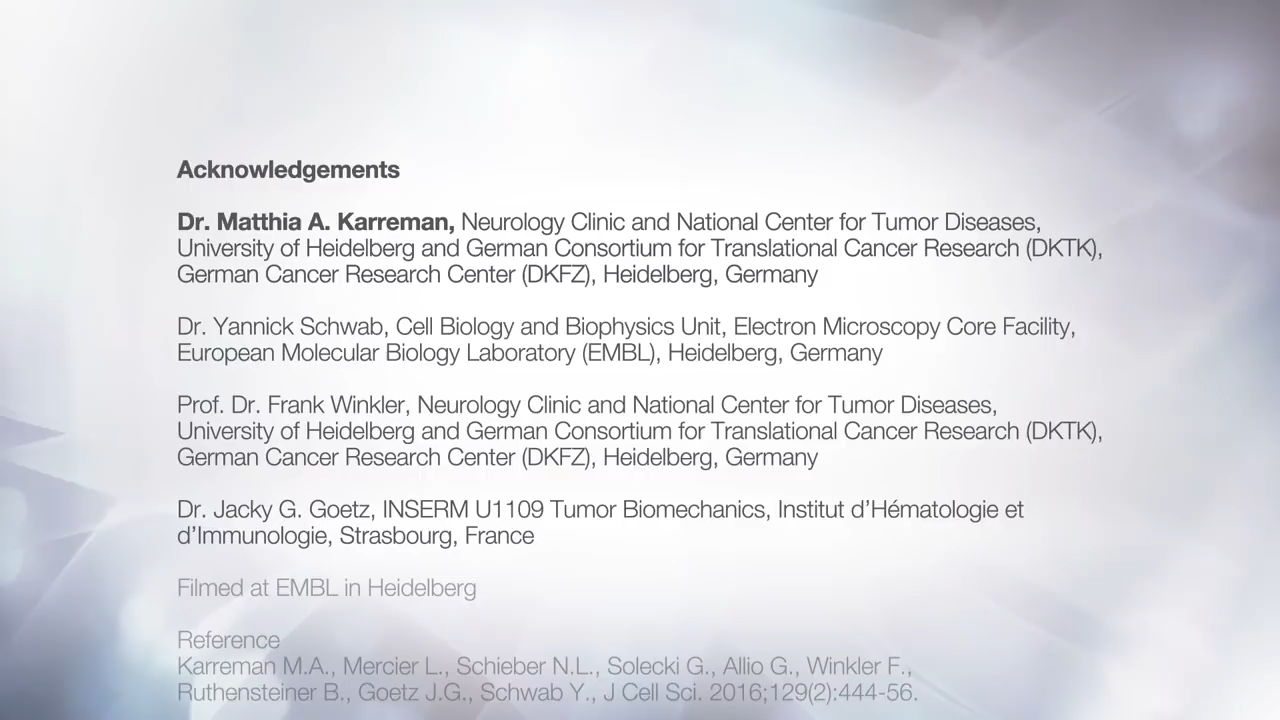 Acknowledgements
Dr. Matthia A. Karreman, Neurology Clinic and National Center for Tumor Diseases,
University of Heidelberg and German Consortium for Translational Cancer Research (DKTK),
German Cancer Research Center (DKFZ), Heidelberg, Germany
Dr. Yannick Schwab, Cell Biology and Biophysics Unit, Electron Microscopy Core Facility,
European Molecular Biology Laboratory (EMBL), Heidelberg, Germany
Prof. Dr. Frank Winkler, Neurology Clinic and National Center for Tumor Diseases,
University of Heidelberg and German Consortium for Translational Cancer Research (DKTK),
German Cancer Research Center (DKFZ), Heidelberg, Germany
Dr. Jacky G. Goetz, INSERM U1109 Tumor Biomechanics, Institut d’Hématologie et
d’Immunologie, Strasbourg, France
Filmed at EMBL in Heidelberg
Reference
Karreman M.A., Mercier L., Schieber N.L., Solecki G., Allio G., Winkler F.,
Ruthensteiner B., Goetz J.G., Schwab Y., J Cell Sci. 2016;129(2):444-56.